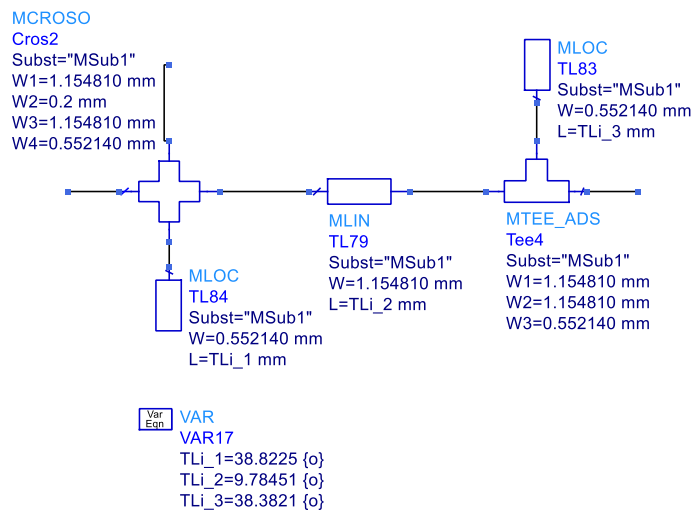 MCROSO
Cros2
Subst="MSub1"
W1=1.154810 mm
W2=0.2 mm
W3=1.154810 mm
W4=0.552140 mm
MLOC
TL83
Subst="MSub1"
W=0.552140 mm
L=TLi_3 mm
MLIN
TL79
Subst="MSub1"
W=1.154810 mm
L=TLi_2 mm
MTEE_ADS
Tee4
Subst="MSub1"
W1=1.154810 mm
W2=1.154810 mm
W3=0.552140 mm
MLOC
TL84
Subst="MSub1"
W=0.552140 mm
L=TLi_1 mm
Var
Eqn
VAR
VAR17
TLi_1=38.8225 {o}
TLi_2=9.78451 {o}
TLi_3=38.3821 {o}